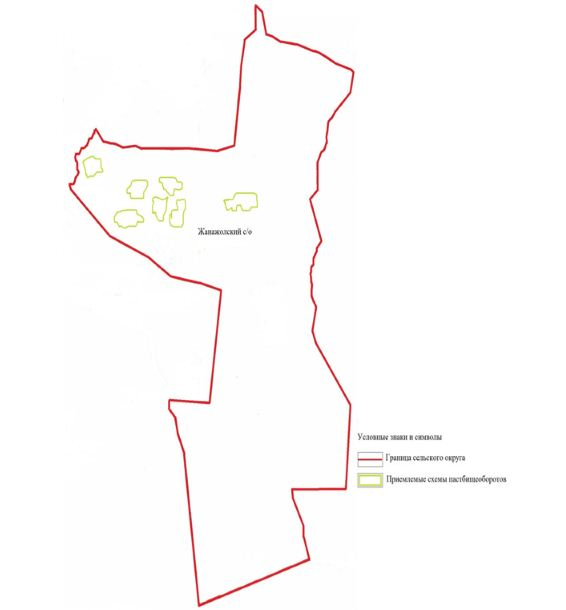 Жанажолский с/о
Условные знаки и символы
Граница сельского округа
Приемлемые схемы пастбищеоборотов